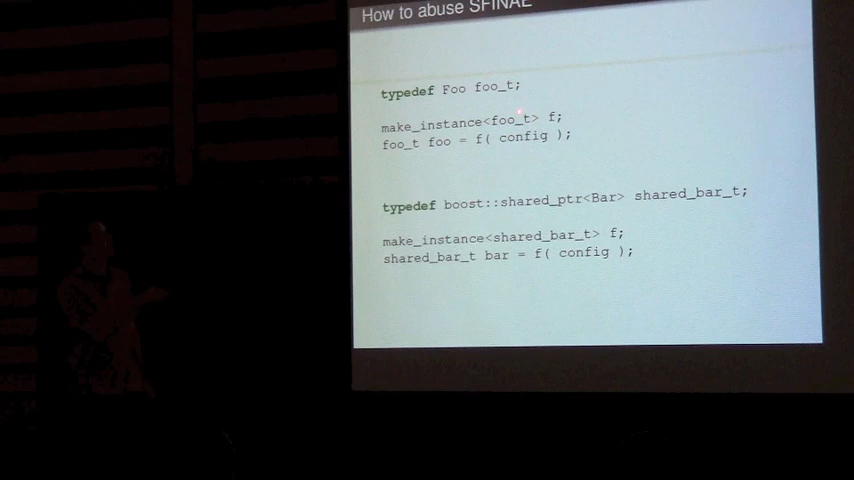 How to abuse SFINAE
typedef Foo foo_t;
make_instance<foo_t> f;
foo_t foo = f( config );
typedef boost::shared_ptr<Bar> shared_bar_t;
make_instance<shared_bar_t> f;
shared_bar_t bar = f( config );